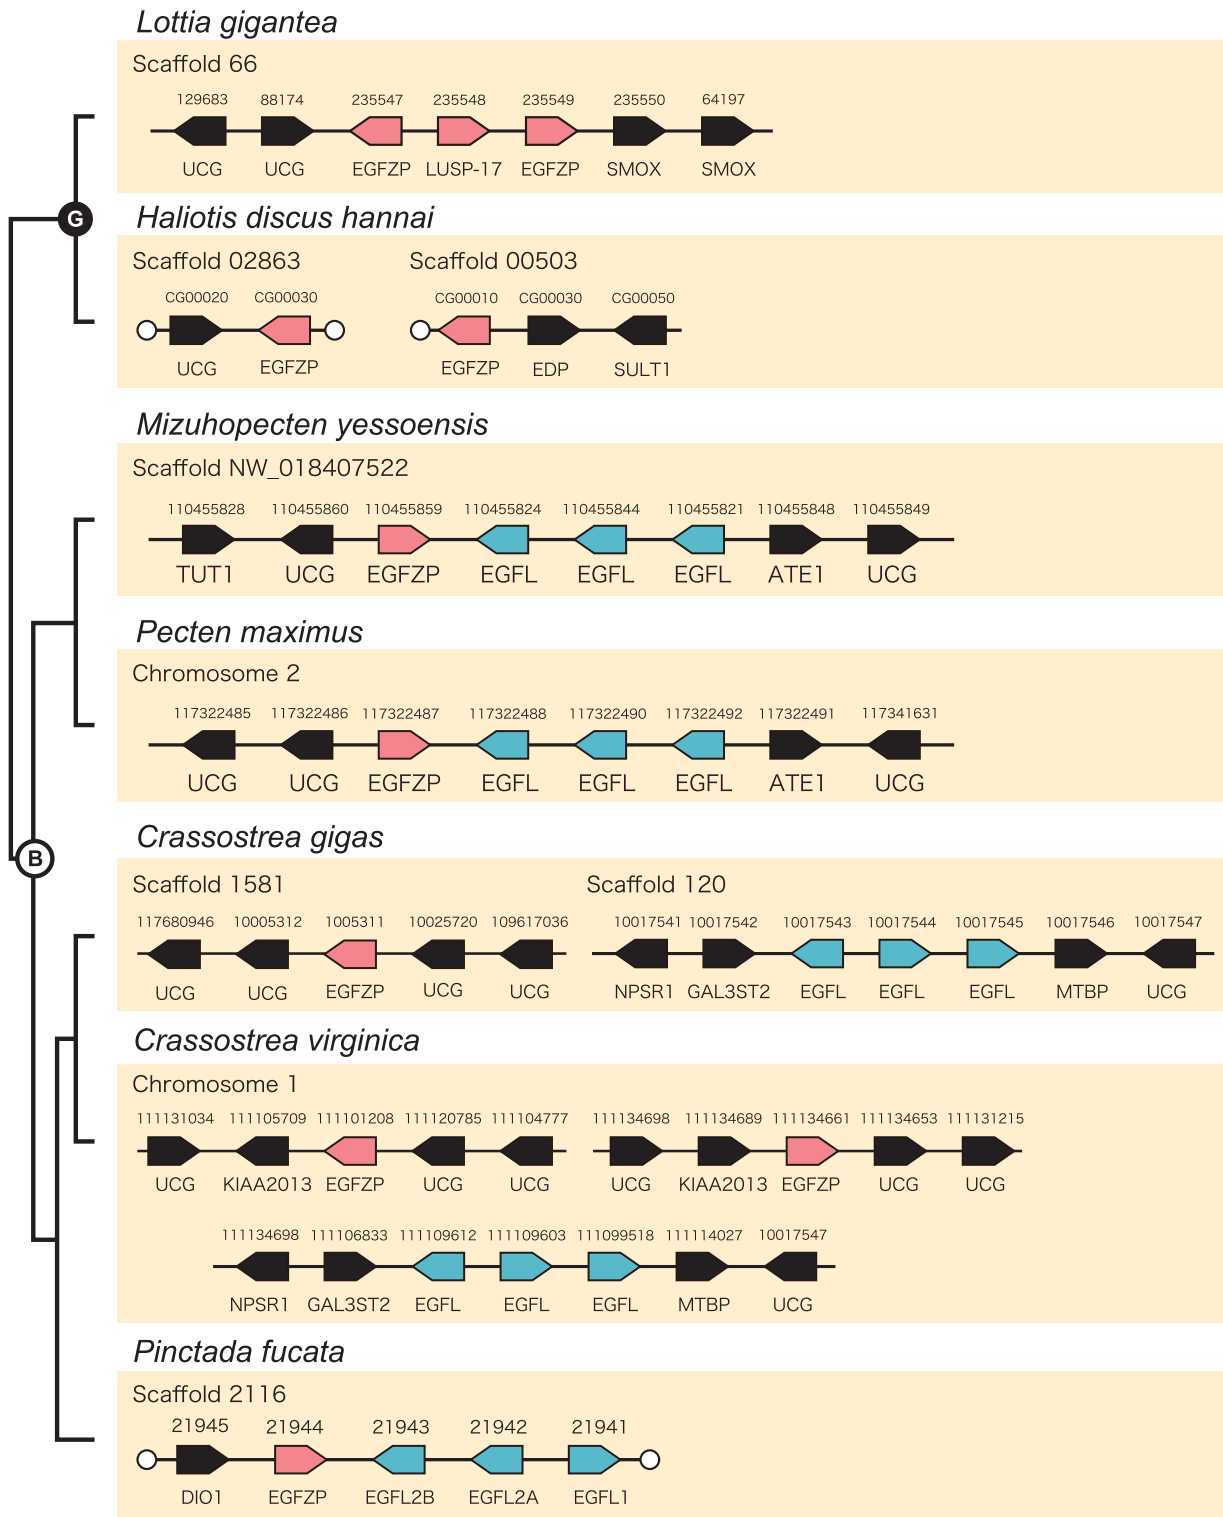 Lottia gigantea
Scaffold 66
129683 88174 235547 235548 235549 235550 64197
UCG UCG EGFZP LUSP-17 EGFZP SMOX SMOX
G
Haliotis discus hannai
Scaffold 02863 Scaffold 00503
CG00020 CG00030 CG00010 CG00030 CG00050
UCG EGFZP EGFZP EDP SULT1
Mizuhopecten yessoensis
Scaffold NW_018407522
110455828 110455860 110455859 110455824 110455844 110455821 110455848 110455849
TUT1 UCG EGFZP EGFL EGFL EGFL ATE1 UCG
Pecten maximus
Chromosome 2
117322485 117322486 117322487 117322488 117322490 117322492 117322491 117341631
UCG UCG EGFZP EGFL EGFL EGFL ATE1 UCG
B
Crassostrea gigas
Scaffold 1581 Scaffold 120
117680946 10005312 1005311 10025720 109617036 10017541 10017542 10017543 10017544 10017545 10017546 10017547
UCG UCG EGFZP UCG UCG NPSR1 GAL3ST2 EGFL EGFL EGFL MTBP UCG
Crassostrea virginica
Chromosome 1
111131034 111105709 111101208 111120785 111104777 111134698 111134689 111134661 111134653 111131215
UCG KIAA2013 EGFZP UCG UCG UCG KIAA2013 EGFZP UCG UCG
111134698 111106833 111109612 111109603 111099518 111114027 10017547
NPSR1 GAL3ST2 EGFL EGFL EGFL MTBP UCG
Pinctada fucata
Scaffold 2116
21945 21944 21943 21942 21941
DIO1 EGFZP EGFL2B EGFL2A EGFL1